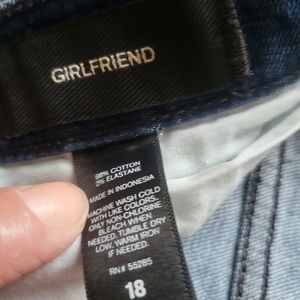 GIRLFRIEND
98% COTTON
2% ELASTANE
MADE IN INDONESIA
MACHINE WASH COLD
WITH LIKE COLORS.
ONLY NON-CHLORINE
BLEACH WHEN
NEEDED. TUMBLE DRY
LOW. WARM IRON
IF NEEDED.
RN# 55285
18